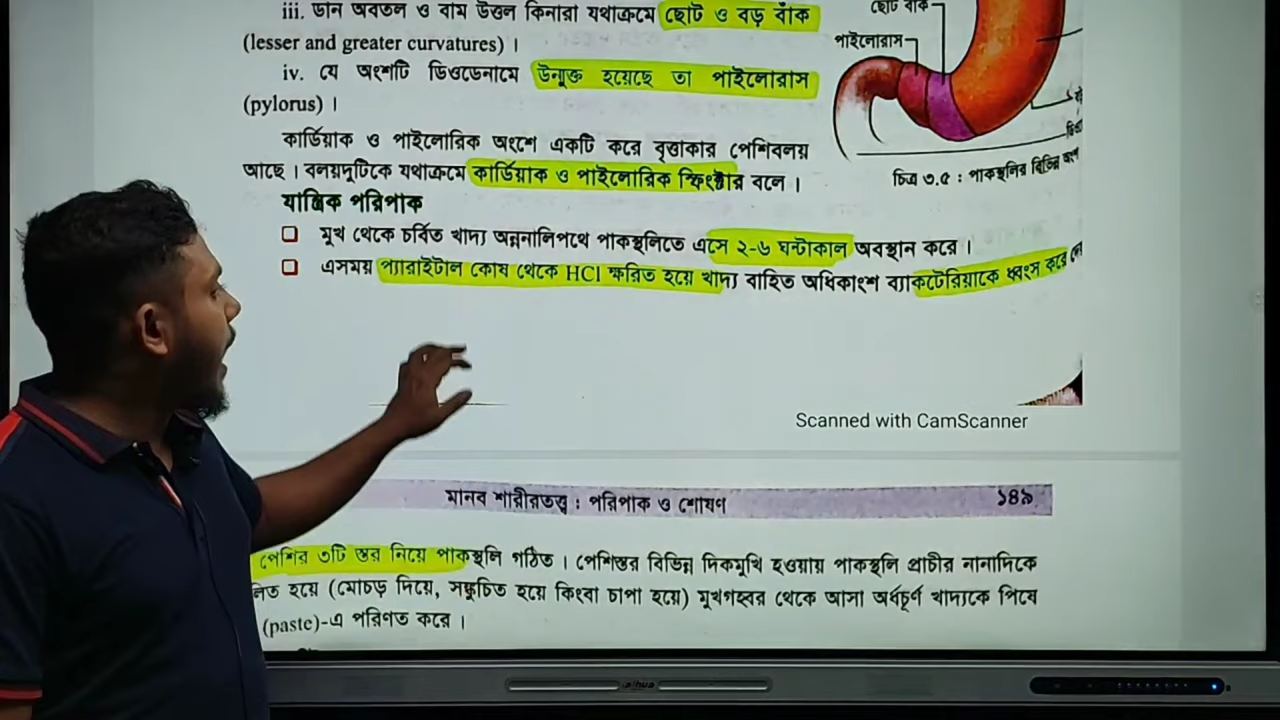 iii. ডান অবতল ও বাম উত্তল কিনারা যথাক্রমে ছোট ও বড় বাঁক
(lesser and greater curvatures) ।
iv. যে অংশটি ডিওডেনামে উন্মুক্ত হয়েছে তা পাইলোরাস
(pylorus) ।
ছোট বাঁক
পাইলোরাস
কার্ডিয়াক ও পাইলোরিক অংশে একটি করে বৃত্তাকার পেশিবলয়
আছে । বলয়দুটিকে যথাক্রমে কার্ডিয়াক ও পাইলোরিক স্ফিংক্টার বলে ।
চিত্র ৩.৫ : পাকস্থলির বিভিন্ন অংশ
যান্ত্রিক পরিপাক
মুখ থেকে চর্বিত খাদ্য অন্ননালিপথে পাকস্থলিতে এসে ২-৬ ঘন্টাকাল অবস্থান করে ।
এসময় প্যারাইটাল কোষ থেকে HCl ক্ষরিত হয়ে খাদ্য বাহিত অধিকাংশ ব্যাকটেরিয়াকে ধ্বংস করে
Scanned with CamScanner
মানব শারীরতত্ত্ব : পরিপাক ও শোষণ ১৪৯
পেশির ৩টি স্তর নিয়ে পাকস্থলি গঠিত । পেশিস্তর বিভিন্ন দিকমুখি হওয়ায় পাকস্থলি প্রাচীর নানাদিকে
লিত হয়ে (মোচড় দিয়ে, সঙ্কুচিত হয়ে কিংবা চাপা হয়ে) মুখগহ্বর থেকে আসা অর্ধচূর্ণ খাদ্যকে পিষে
(paste)-এ পরিণত করে ।
alhua